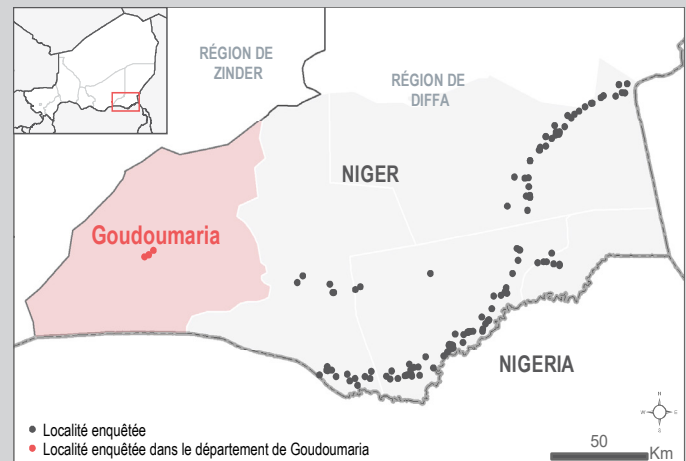 RÉGION DE
ZINDER
RÉGION DE
DIFFA
NIGER
Goudoumaria
NIGERIA
N
W
E
S
Localité enquêtée
Localité enquêtée dans le département de Goudoumaria
50
Km